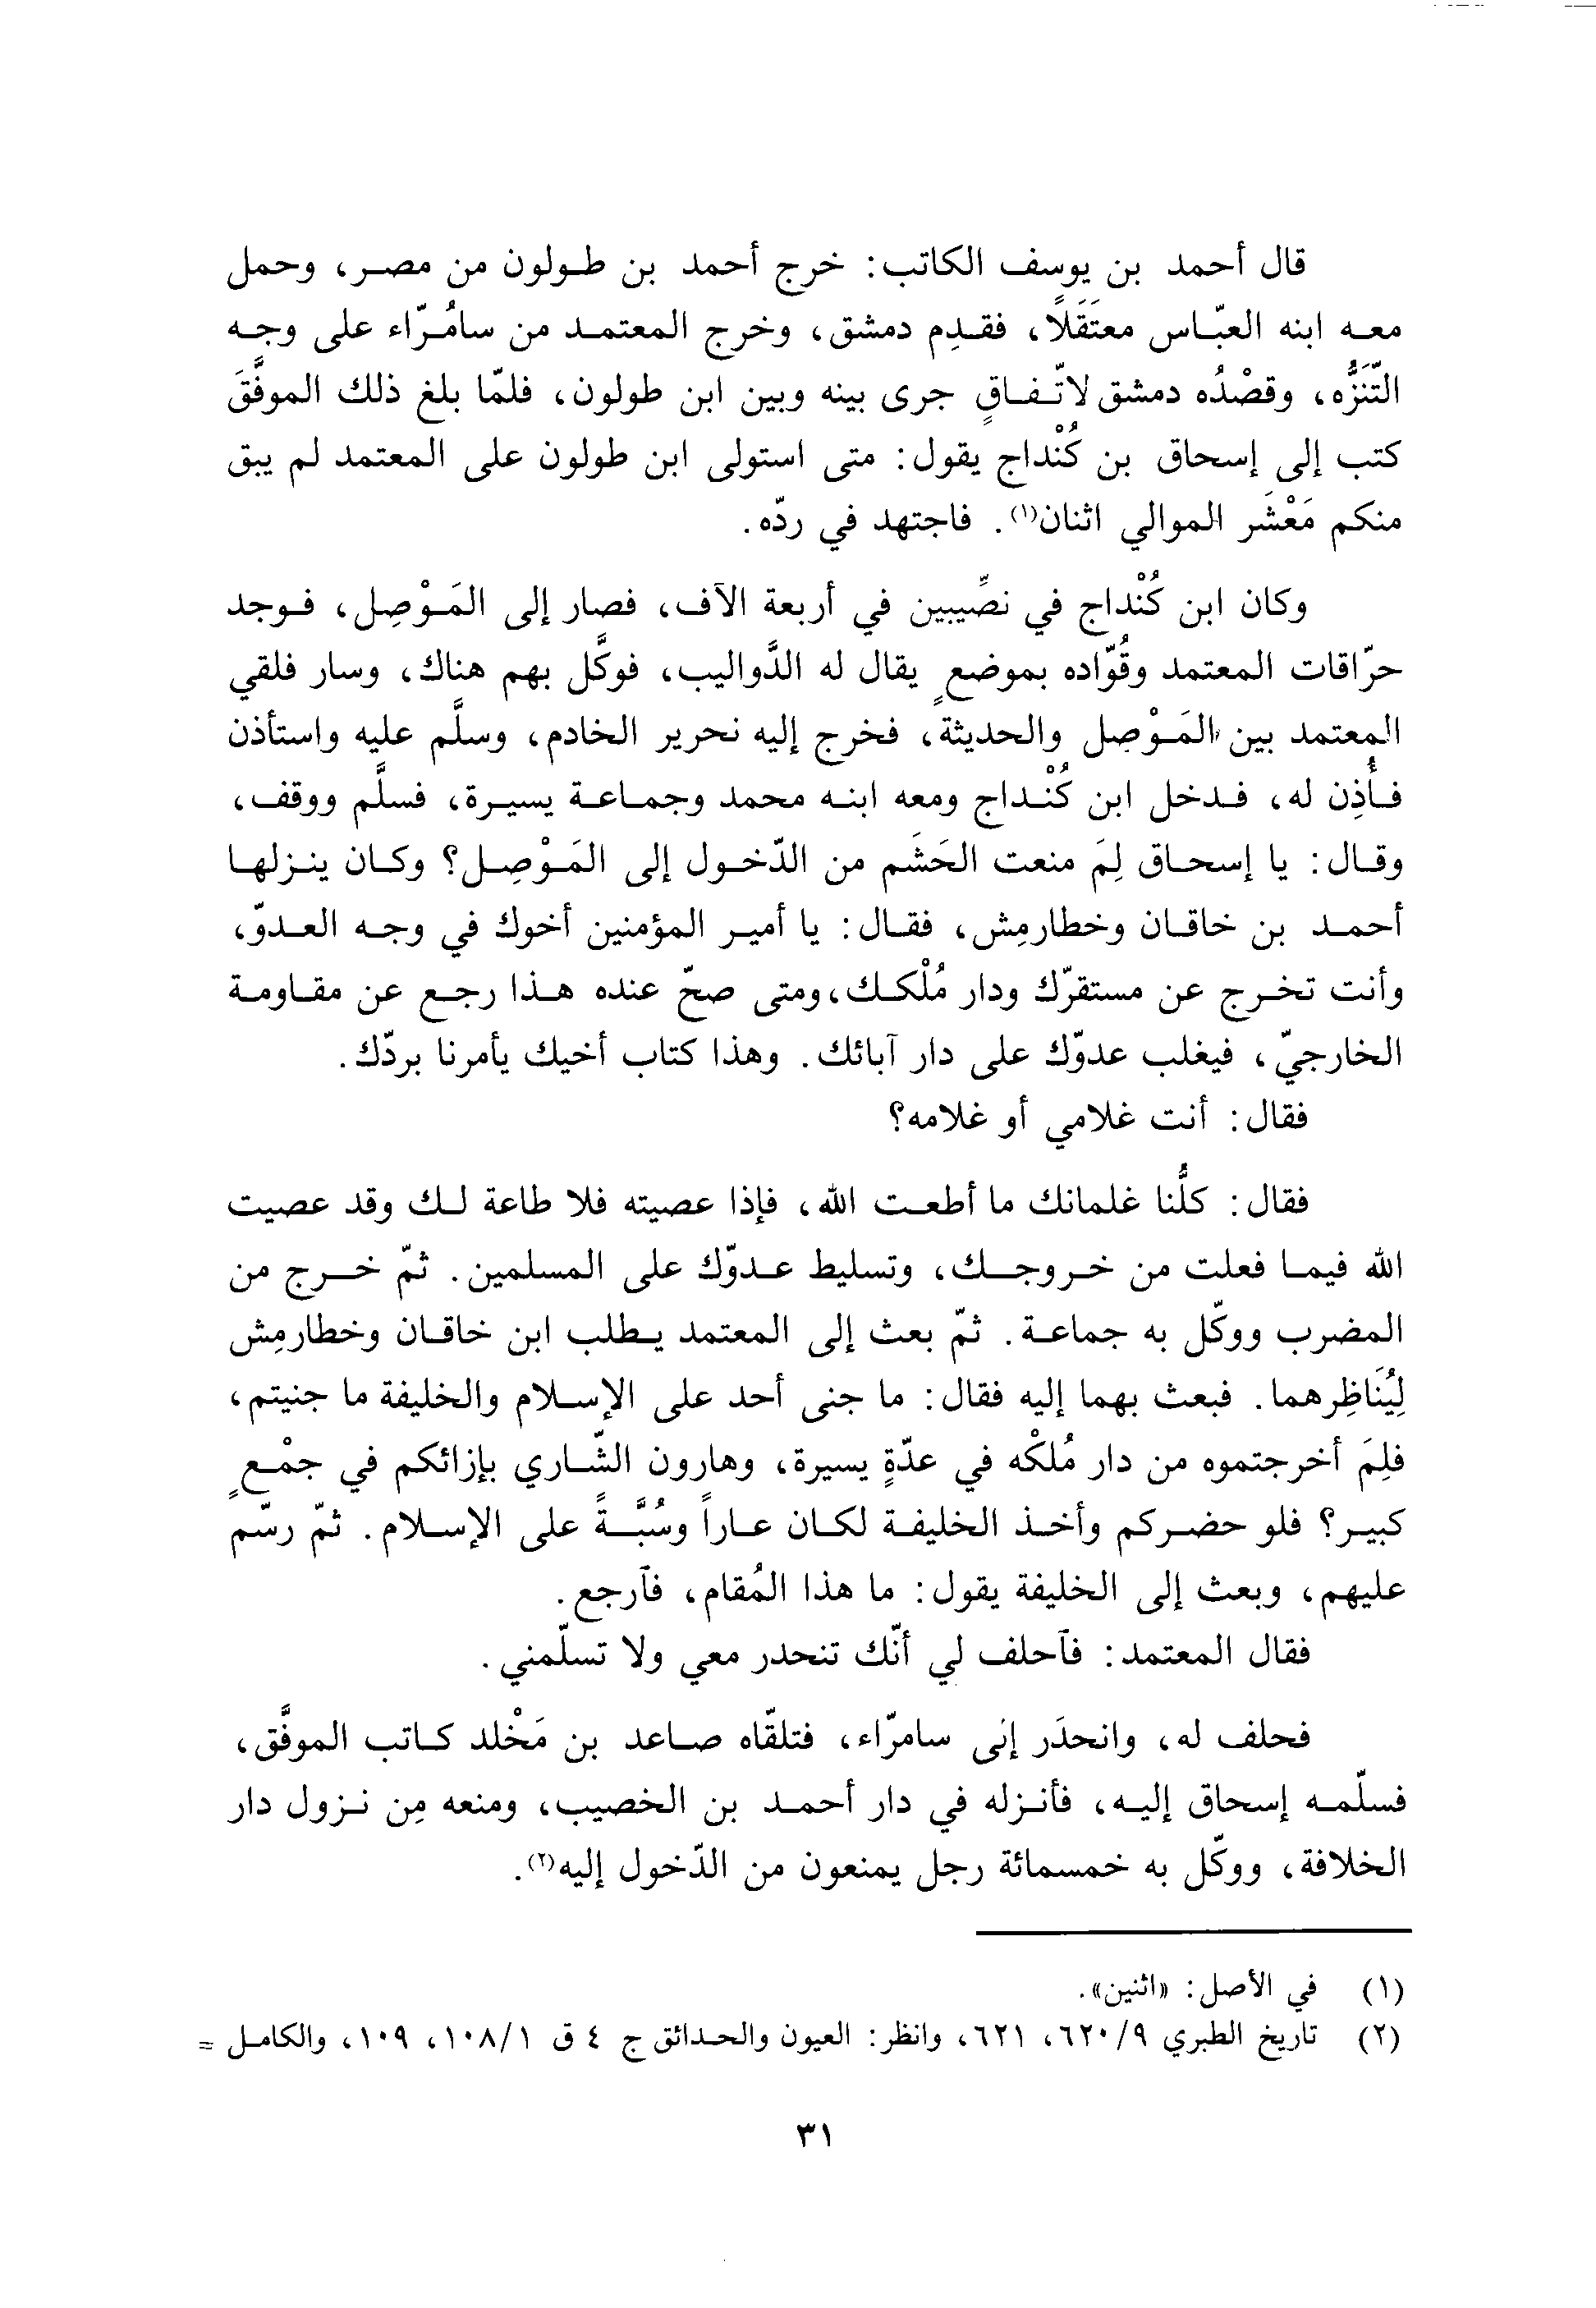 قال أحمد بن يوسف الكاتب: خرج أحمد بن طولون من مصر، وحمل
معه ابنه العبّاس معتَقَلاً، فقدِم دمشق، وخرج المعتمد من سامُرّاء على وجه
التّنَزُّه، وقصْدُه دمشق لاتّفاقٍ جرى بينه وبين ابن طولون، فلمّا بلغ ذلك الموفَّقَ
كتب إلى إسحاق بن كُنْداج يقول: متى استولى ابن طولون على المعتمد لم يبق
منكم مَعْشَر الموالي اثنان(١). فاجتهد في ردّه.
وكان ابن كُنْداج في نصِّيبين في أربعة الآف، فصار إلى المَوْصِل، فوجد
حرّاقات المعتمد وقُوّاده بموضعٍ يقال له الدَّواليب، فوكَّل بهم هناك، وسار فلقي
المعتمد بين المَوْصِل والحديثة، فخرج إليه نحرير الخادم، وسلَّم عليه واستأذن
فأُذِن له، فدخل ابن كُنْداج ومعه ابنه محمد وجماعة يسيرة، فسلَّم ووقف،
وقال: يا إسحاق لِمَ منعت الحَشَم من الدّخول إلى المَوْصِل؟ وكان ينزلها
أحمد بن خاقان وخطارمِش، فقال: يا أمير المؤمنين أخوك في وجه العدوّ،
وأنت تخرج عن مستقرّك ودار مُلْكك، ومتى صحّ عنده هذا رجع عن مقاومة
الخارجيّ، فيغلب عدوّك على دار آبائك. وهذا كتاب أخيك يأمرنا بردّك.
فقال: أنت غلامي أو غلامه؟
فقال: كلُّنا غلمانك ما أطعت الله، فإذا عصيته فلا طاعة لك وقد عصيت
الله فيما فعلت من خروجك، وتسليط عدوّك على المسلمين. ثمّ خرج من
المضرب ووكّل به جماعة. ثمّ بعث إلى المعتمد يطلب ابن خاقان وخطارمِش
لِيُنَاظِرهما. فبعث بهما إليه فقال: ما جنى أحد على الإسلام والخليفة ما جنيتم،
فلِمَ أخرجتموه من دار مُلكْه في عدّةٍ يسيرة، وهارون الشّاري بإزائكم في جمْعٍ
كبير؟ فلو حضركم وأخذ الخليفة لكان عاراً وسُبَّةً على الإسلام. ثمّ رسّم
عليهم، وبعث إلى الخليفة يقول: ما هذا المُقام، فآرجع.
فقال المعتمد: فآحلف لي أنّك تنحدر معي ولا تسلّمني.
فحلف له، وانحدَر إلى سامرّاء، فتلقّاه صاعد بن مَخْلد كاتب الموفَّق،
فسلّمه إسحاق إليه، فأنزله في دار أحمد بن الخصيب، ومنعه مِن نزول دار
الخلافة، ووكّل به خمسمائة رجل يمنعون من الدّخول إليه(٢).
(١) في الأصل: «اثنين».
(٢) تاريخ الطبري ٩/٦٢٠، ٦٢١، وانظر: العيون والحدائق ج ٤ ق ١/١٠٨، ١٠٩، والكامل =
٣١